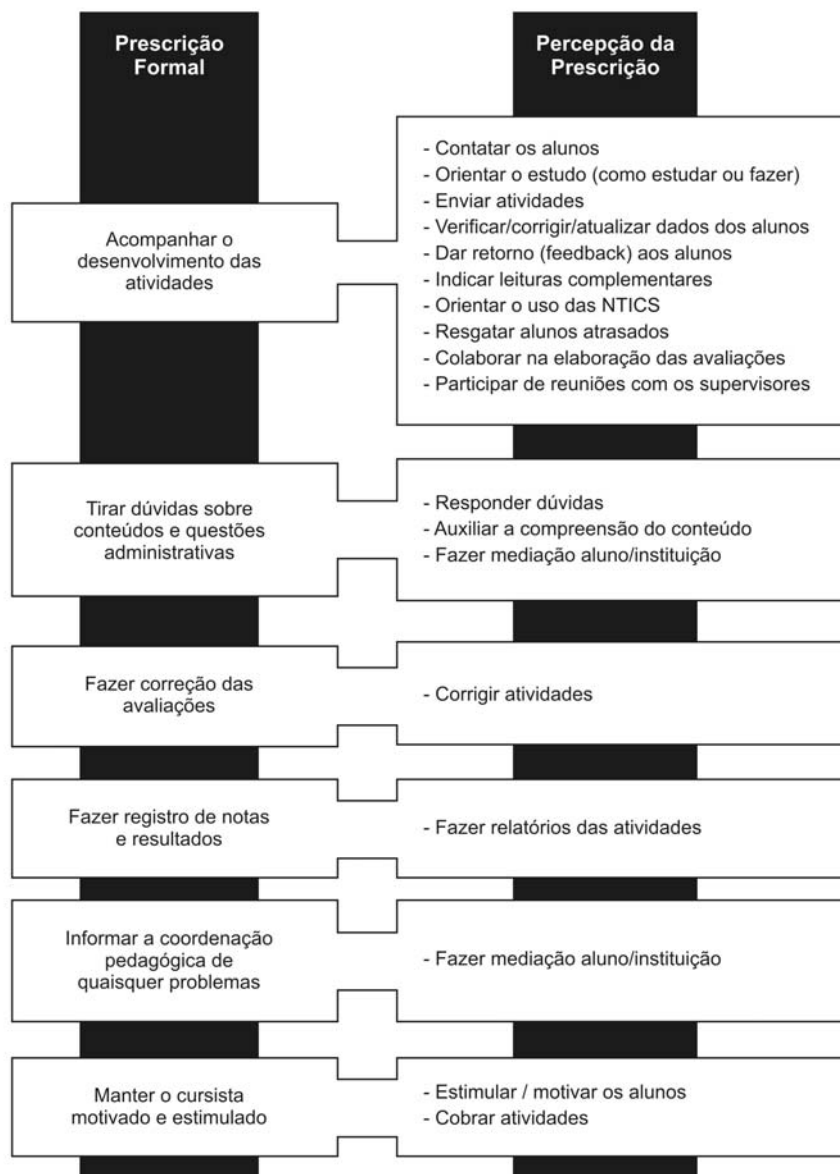 Prescrição
Formal
Percepção da
Prescrição
Acompanhar o
desenvolvimento das
atividades
- Contatar os alunos
- Orientar o estudo (como estudar ou fazer)
- Enviar atividades
- Verificar/corrigir/atualizar dados dos alunos
- Dar retorno (feedback) aos alunos
- Indicar leituras complementares
- Orientar o uso das NTICS
- Resgatar alunos atrasados
- Colaborar na elaboração das avaliações
- Participar de reuniões com os supervisores
Tirar dúvidas sobre
conteúdos e questões
administrativas
- Responder dúvidas
- Auxiliar a compreensão do conteúdo
- Fazer mediação aluno/instituição
Fazer correção das
avaliações
- Corrigir atividades
Fazer registro de notas
e resultados
- Fazer relatórios das atividades
Informar a coordenação
pedagógica de
quaisquer problemas
- Fazer mediação aluno/instituição
Manter o cursista
motivado e estimulado
- Estimular / motivar os alunos
- Cobrar atividades